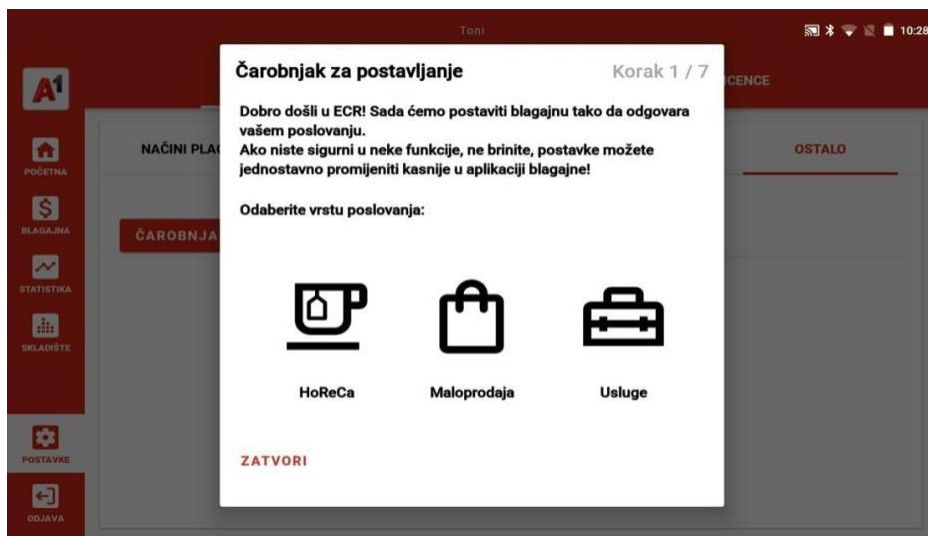 Toni
10:28
A1
Čarobnjak za postavljanje
Korak 1 / 7
CENCE
Dobro došli u ECR! Sada ćemo postaviti blagajnu tako da odgovara
vašem poslovanju.
Ako niste sigurni u neke funkcije, ne brinite, postavke možete
jednostavno promijeniti kasnije u aplikaciji blagajne!
NAČINI PLA
OSTALO
POČETNA
Odaberite vrstu poslovanja:
BLAGAJNA
ČAROBNJA
STATISTIKA
SKLADIŠTE
HoReCa
Maloprodaja
Usluge
POSTAVKE
ZATVORI
ODJAVA